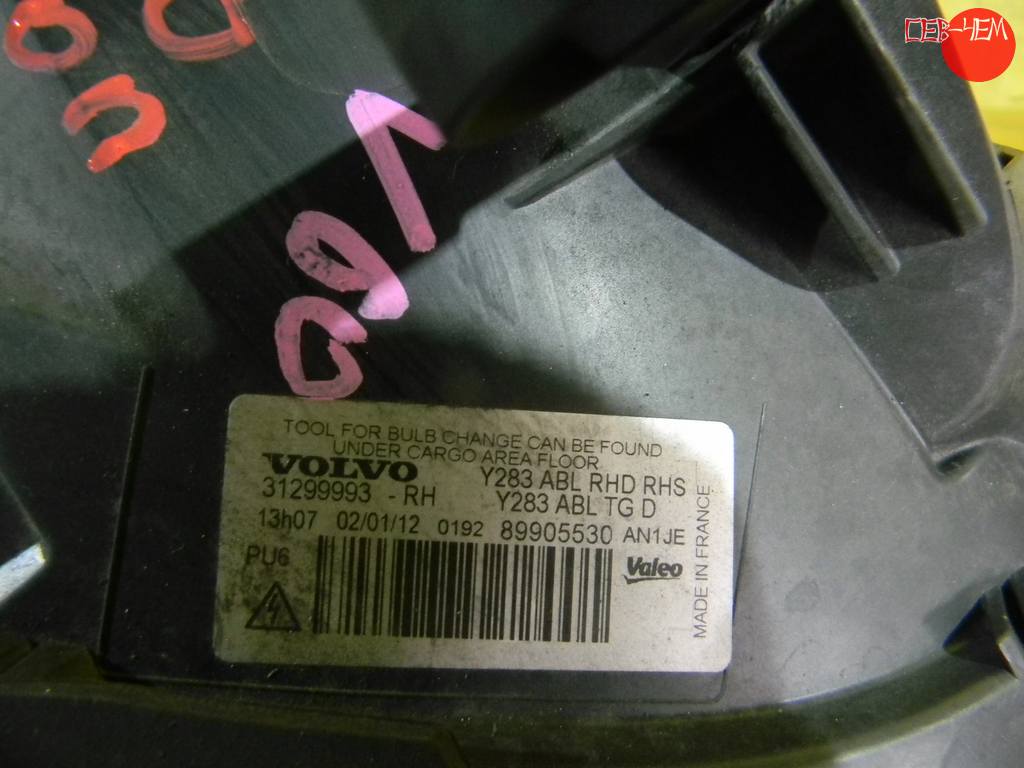 ПЕВ-ЧЕМ
TOOL FOR BULB CHANGE CAN BE FOUND
UNDER CARGO AREA FLOOR
VOLVO Y283 ABL RHD RHS
31299993 - RH Y283 ABL TG D
13h07 02/01/12 0192 89905530 AN1JE
PU6
Valeo
MADE IN FRANCE